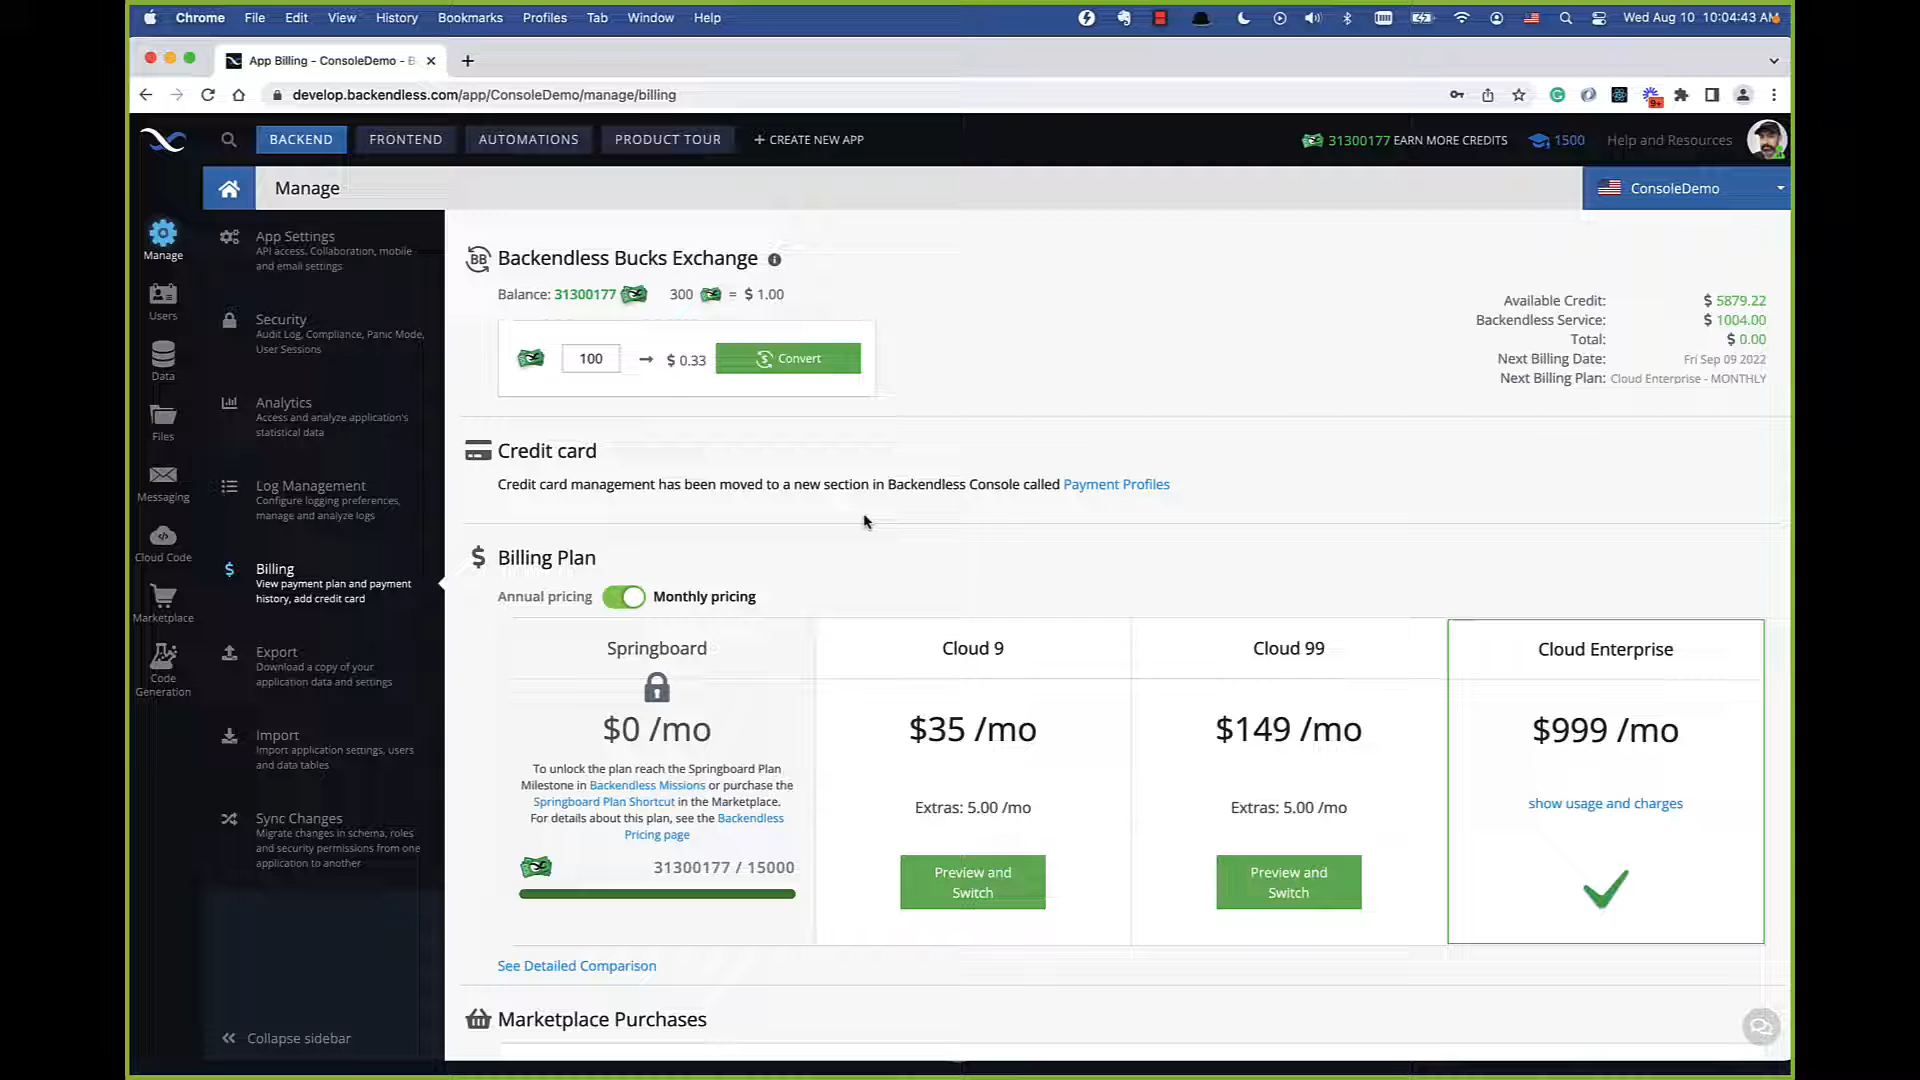 Chrome File Edit View History Bookmarks Profiles Tab Window Help Wed Aug 10 10:04:43 AM
App Billing - ConsoleDemo - B
develop.backendless.com/app/ConsoleDemo/manage/billing
9+
BACKEND FRONTEND AUTOMATIONS PRODUCT TOUR + CREATE NEW APP 31300177 EARN MORE CREDITS 1500 Help and Resources
Manage ConsoleDemo
Manage
Users
Data
Files
Messaging
Cloud Code
Marketplace
Code
Generation
App Settings
API access. Collaboration, mobile
and email settings
Security
Audit Log, Compliance, Panic Mode,
User Sessions
Analytics
Access and analyze application's
statistical data
Log Management
Configure logging preferences,
manage and analyze logs
Billing
View payment plan and payment
history, add credit card
Export
Download a copy of your
application data and settings
Import
Import application settings, users
and data tables
Sync Changes
Migrate changes in schema, roles
and security permissions from one
application to another
Collapse sidebar
BB Backendless Bucks Exchange
Balance: 31300177 300 = $ 1.00
100 → $ 0.33 Convert
Available Credit: $ 5879.22
Backendless Service: $ 1004.00
Total: $ 0.00
Next Billing Date: Fri Sep 09 2022
Next Billing Plan: Cloud Enterprise - MONTHLY
Credit card
Credit card management has been moved to a new section in Backendless Console called Payment Profiles
$ Billing Plan
Annual pricing Monthly pricing
Springboard
$0 /mo
To unlock the plan reach the Springboard Plan
Milestone in Backendless Missions or purchase the
Springboard Plan Shortcut in the Marketplace.
For details about this plan, see the Backendless
Pricing page
31300177 / 15000
Cloud 9
$35 /mo
Extras: 5.00 /mo
Preview and
Switch
Cloud 99
$149 /mo
Extras: 5.00 /mo
Preview and
Switch
Cloud Enterprise
$999 /mo
show usage and charges
See Detailed Comparison
Marketplace Purchases